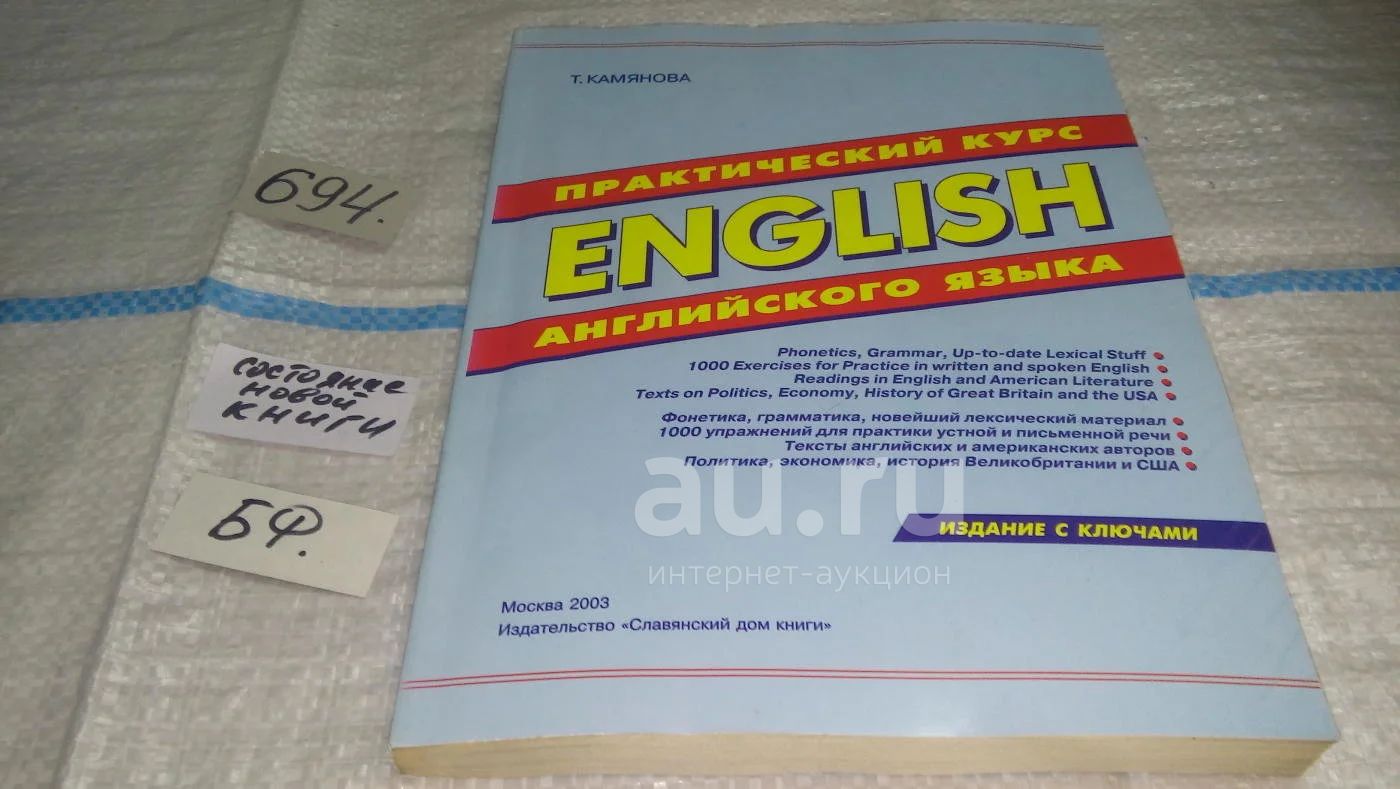 Т. КАМЯНОВА
ПРАКТИЧЕСКИЙ КУРС
ENGLISH
АНГЛИЙСКОГО ЯЗЫКА
Phonetics, Grammar, Up-to-date Lexical Stuff
1000 Exercises for Practice in written and spoken English
Readings in English and American Literature
Texts on Politics, Economy, History of Great Britain and the USA
Фонетика, грамматика, новейший лексический материал
1000 упражнений для практики устной и письменной речи
Тексты английских и американских авторов
Политика, экономика, история Великобритании и США
ИЗДАНИЕ С КЛЮЧАМИ
Москва 2003
Издательство «Славянский дом книги»
694.
состояние
новой
книги
БФ.
au.ru
интернет-аукцион